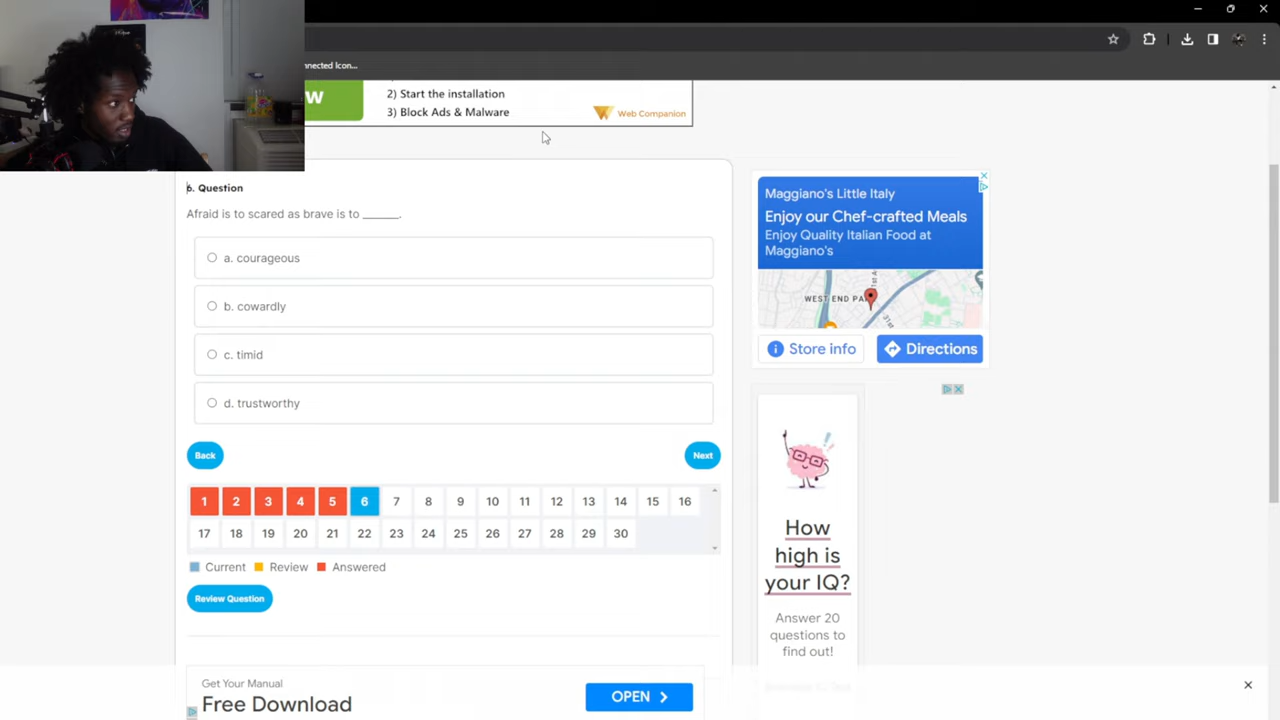 nnected Icon...
W
2) Start the installation
3) Block Ads & Malware
Web Companion
6. Question
Afraid is to scared as brave is to ______.
a. courageous
b. cowardly
c. timid
d. trustworthy
Back
Next
1 2 3 4 5 6 7 8 9 10 11 12 13 14 15 16
17 18 19 20 21 22 23 24 25 26 27 28 29 30
Current Review Answered
Review Question
Maggiano's Little Italy
Enjoy our Chef-crafted Meals
Enjoy Quality Italian Food at
Maggiano's
WEST END PA
31st A
Store info
Directions
How
high is
your IQ?
Answer 20
questions to
find out!
Get Your Manual
Free Download
OPEN